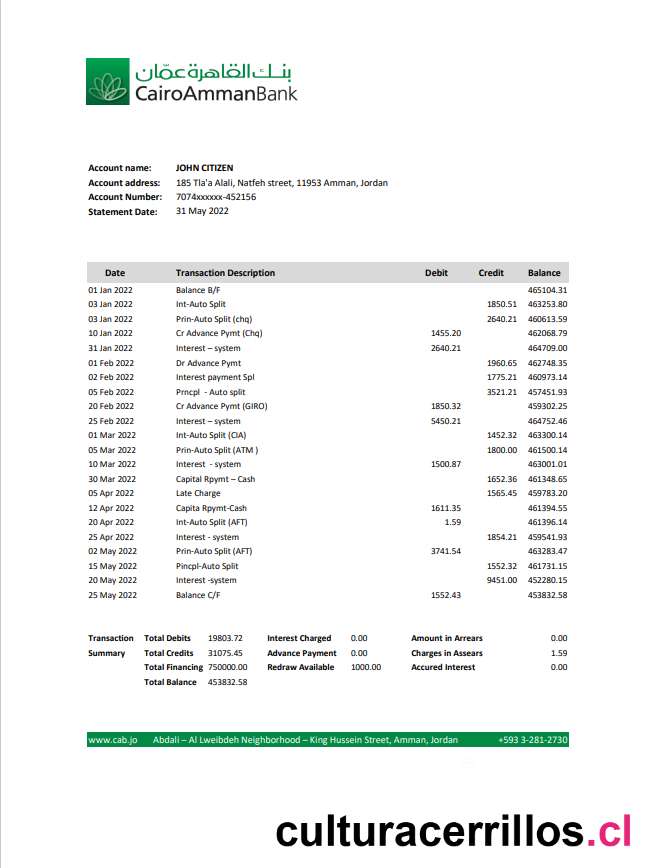 بنك القاهرة عمّان
CairoAmmanBank
Account name: JOHN CITIZEN
Account address: 185 Tla'a Alali, Natfeh street, 11953 Amman, Jordan
Account Number: 7074xxxxxx-452156
Statement Date: 31 May 2022
Date Transaction Description Debit Credit Balance
01 Jan 2022 Balance B/F 465104.31
03 Jan 2022 Int-Auto Split 1850.51 463253.80
03 Jan 2022 Prin-Auto Split (chq) 2640.21 460613.59
10 Jan 2022 Cr Advance Pymt (Chq) 1455.20 462068.79
31 Jan 2022 Interest – system 2640.21 464709.00
01 Feb 2022 Dr Advance Pymt 1960.65 462748.35
02 Feb 2022 Interest payment Spl 1775.21 460973.14
05 Feb 2022 Prncpl - Auto split 3521.21 457451.93
20 Feb 2022 Cr Advance Pymt (GIRO) 1850.32 459302.25
25 Feb 2022 Interest – system 5450.21 464752.46
01 Mar 2022 Int-Auto Split (CIA) 1452.32 463300.14
05 Mar 2022 Prin-Auto Split (ATM ) 1800.00 461500.14
10 Mar 2022 Interest - system 1500.87 463001.01
30 Mar 2022 Capital Rpymt – Cash 1652.36 461348.65
05 Apr 2022 Late Charge 1565.45 459783.20
12 Apr 2022 Capita Rpymt-Cash 1611.35 461394.55
20 Apr 2022 Int-Auto Split (AFT) 1.59 461396.14
25 Apr 2022 Interest - system 1854.21 459541.93
02 May 2022 Prin-Auto Split (AFT) 3741.54 463283.47
15 May 2022 Pincpl-Auto Split 1552.32 461731.15
20 May 2022 Interest -system 9451.00 452280.15
25 May 2022 Balance C/F 1552.43 453832.58
Transaction Total Debits 19803.72 Interest Charged 0.00 Amount in Arrears 0.00
Summary Total Credits 31075.45 Advance Payment 0.00 Charges in Assears 1.59
Total Financing 750000.00 Redraw Available 1000.00 Accured Interest 0.00
Total Balance 453832.58
www.cab.jo Abdali – Al Lweibdeh Neighborhood – King Hussein Street, Amman, Jordan +593 3-281-2730
culturacerrillos.cl